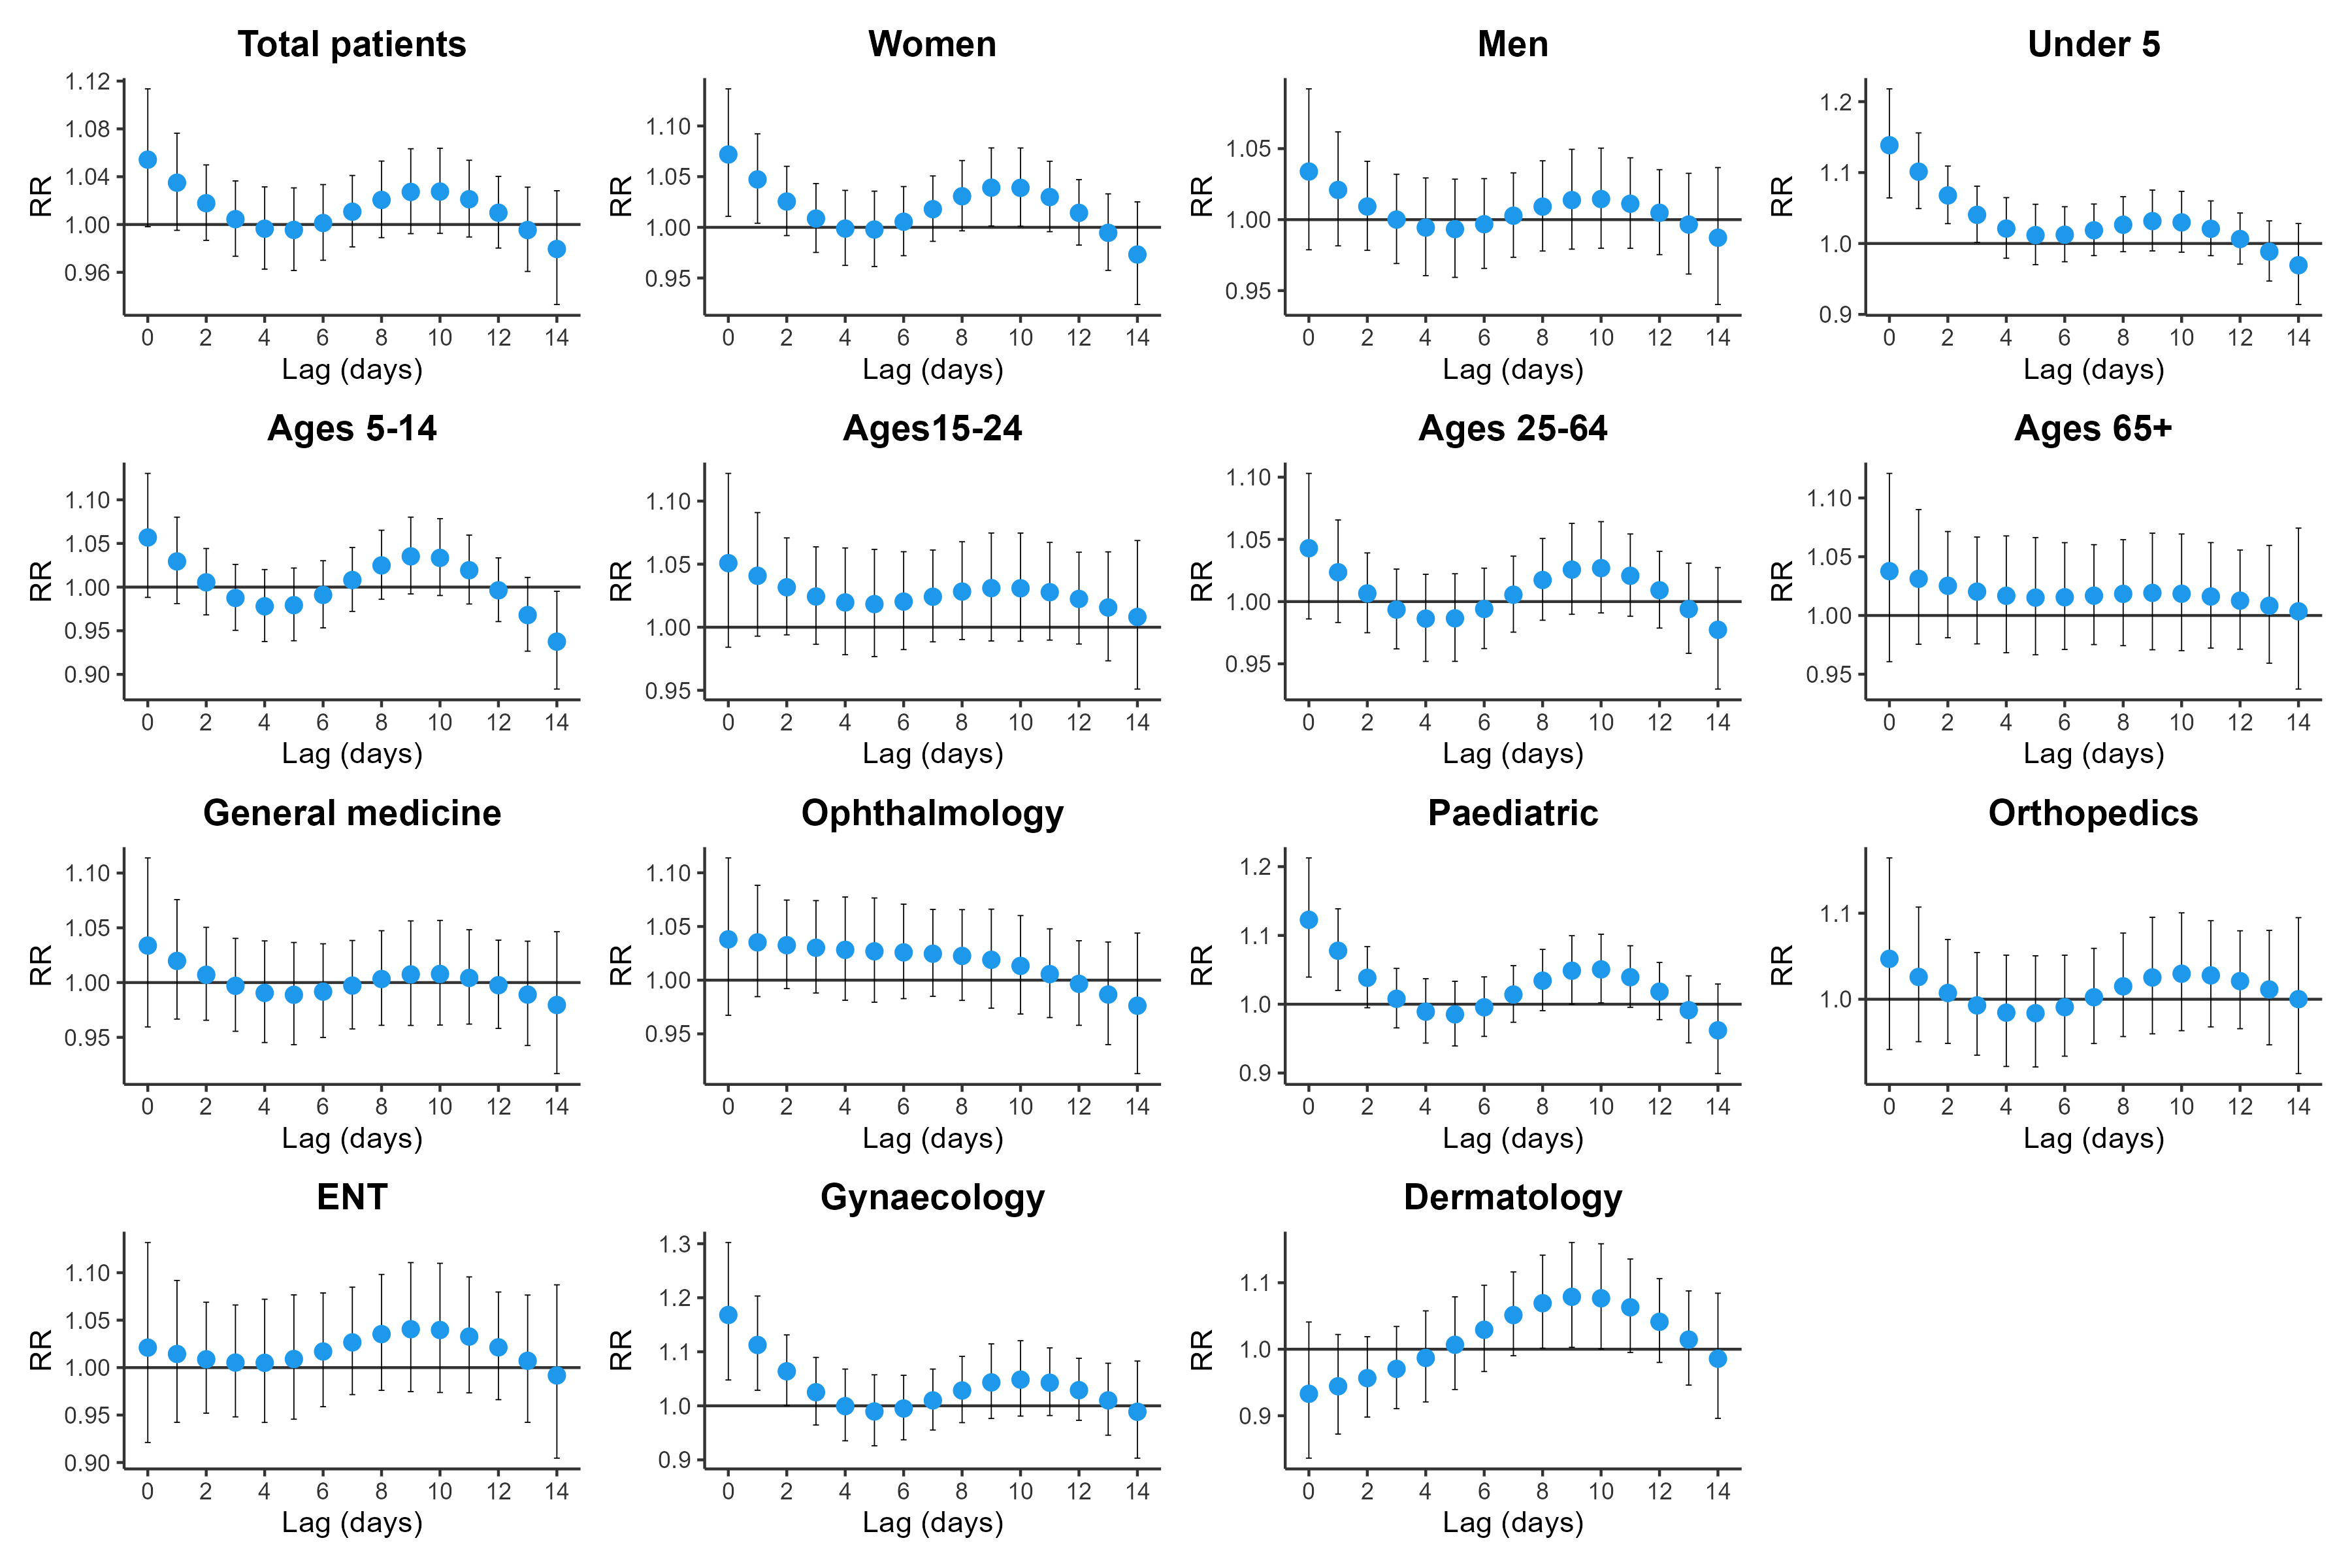 Total patients
Women
Men
Under 5
1.12
1.08
1.04
1.00
0.96
RR
0 2 4 6 8 10 12 14
Lag (days)
1.10
1.05
1.00
0.95
RR
0 2 4 6 8 10 12 14
Lag (days)
1.05
1.00
0.95
RR
0 2 4 6 8 10 12 14
Lag (days)
1.2
1.1
1.0
0.9
RR
0 2 4 6 8 10 12 14
Lag (days)
Ages 5-14
Ages15-24
Ages 25-64
Ages 65+
1.10
1.05
1.00
0.95
0.90
RR
0 2 4 6 8 10 12 14
Lag (days)
1.10
1.05
1.00
0.95
RR
0 2 4 6 8 10 12 14
Lag (days)
1.10
1.05
1.00
0.95
RR
0 2 4 6 8 10 12 14
Lag (days)
1.10
1.05
1.00
0.95
RR
0 2 4 6 8 10 12 14
Lag (days)
General medicine
Ophthalmology
Paediatric
Orthopedics
1.10
1.05
1.00
0.95
RR
0 2 4 6 8 10 12 14
Lag (days)
1.10
1.05
1.00
0.95
RR
0 2 4 6 8 10 12 14
Lag (days)
1.2
1.1
1.0
0.9
RR
0 2 4 6 8 10 12 14
Lag (days)
1.1
1.0
RR
0 2 4 6 8 10 12 14
Lag (days)
ENT
Gynaecology
Dermatology
1.10
1.05
1.00
0.95
0.90
RR
0 2 4 6 8 10 12 14
Lag (days)
1.3
1.2
1.1
1.0
0.9
RR
0 2 4 6 8 10 12 14
Lag (days)
1.1
1.0
0.9
RR
0 2 4 6 8 10 12 14
Lag (days)